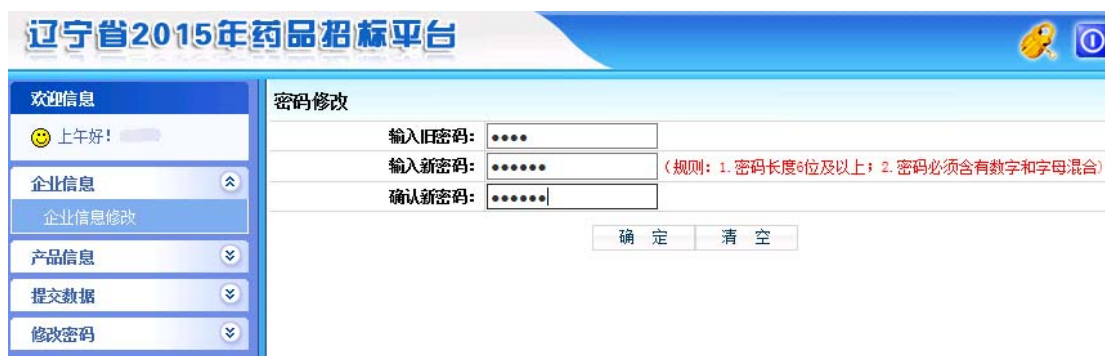 辽宁省2015年药品招标平台
欢迎信息
上午好!
企业信息
企业信息修改
产品信息
提交数据
修改密码
密码修改
输入旧密码: ●●●●
输入新密码: ●●●●●● (规则: 1.密码长度6位及以上; 2.密码必须含有数字和字母混合)
确认新密码: ●●●●●●
确 定 清 空